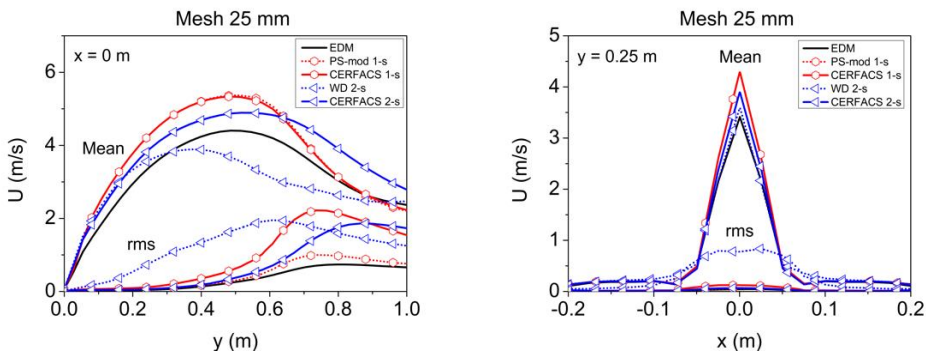 Mesh 25 mm
x = 0 m
EDM
PS-mod 1-s
CERFACS 1-s
WD 2-s
CERFACS 2-s
Mean
rms
U (m/s)
6
4
2
0
0.0 0.2 0.4 0.6 0.8 1.0
y (m)
Mesh 25 mm
y = 0.25 m
Mean
EDM
PS-mod 1-s
CERFACS 1-s
WD 2-s
CERFACS 2-s
rms
U (m/s)
5
4
3
2
1
0
-0.2 -0.1 0.0 0.1 0.2
x (m)